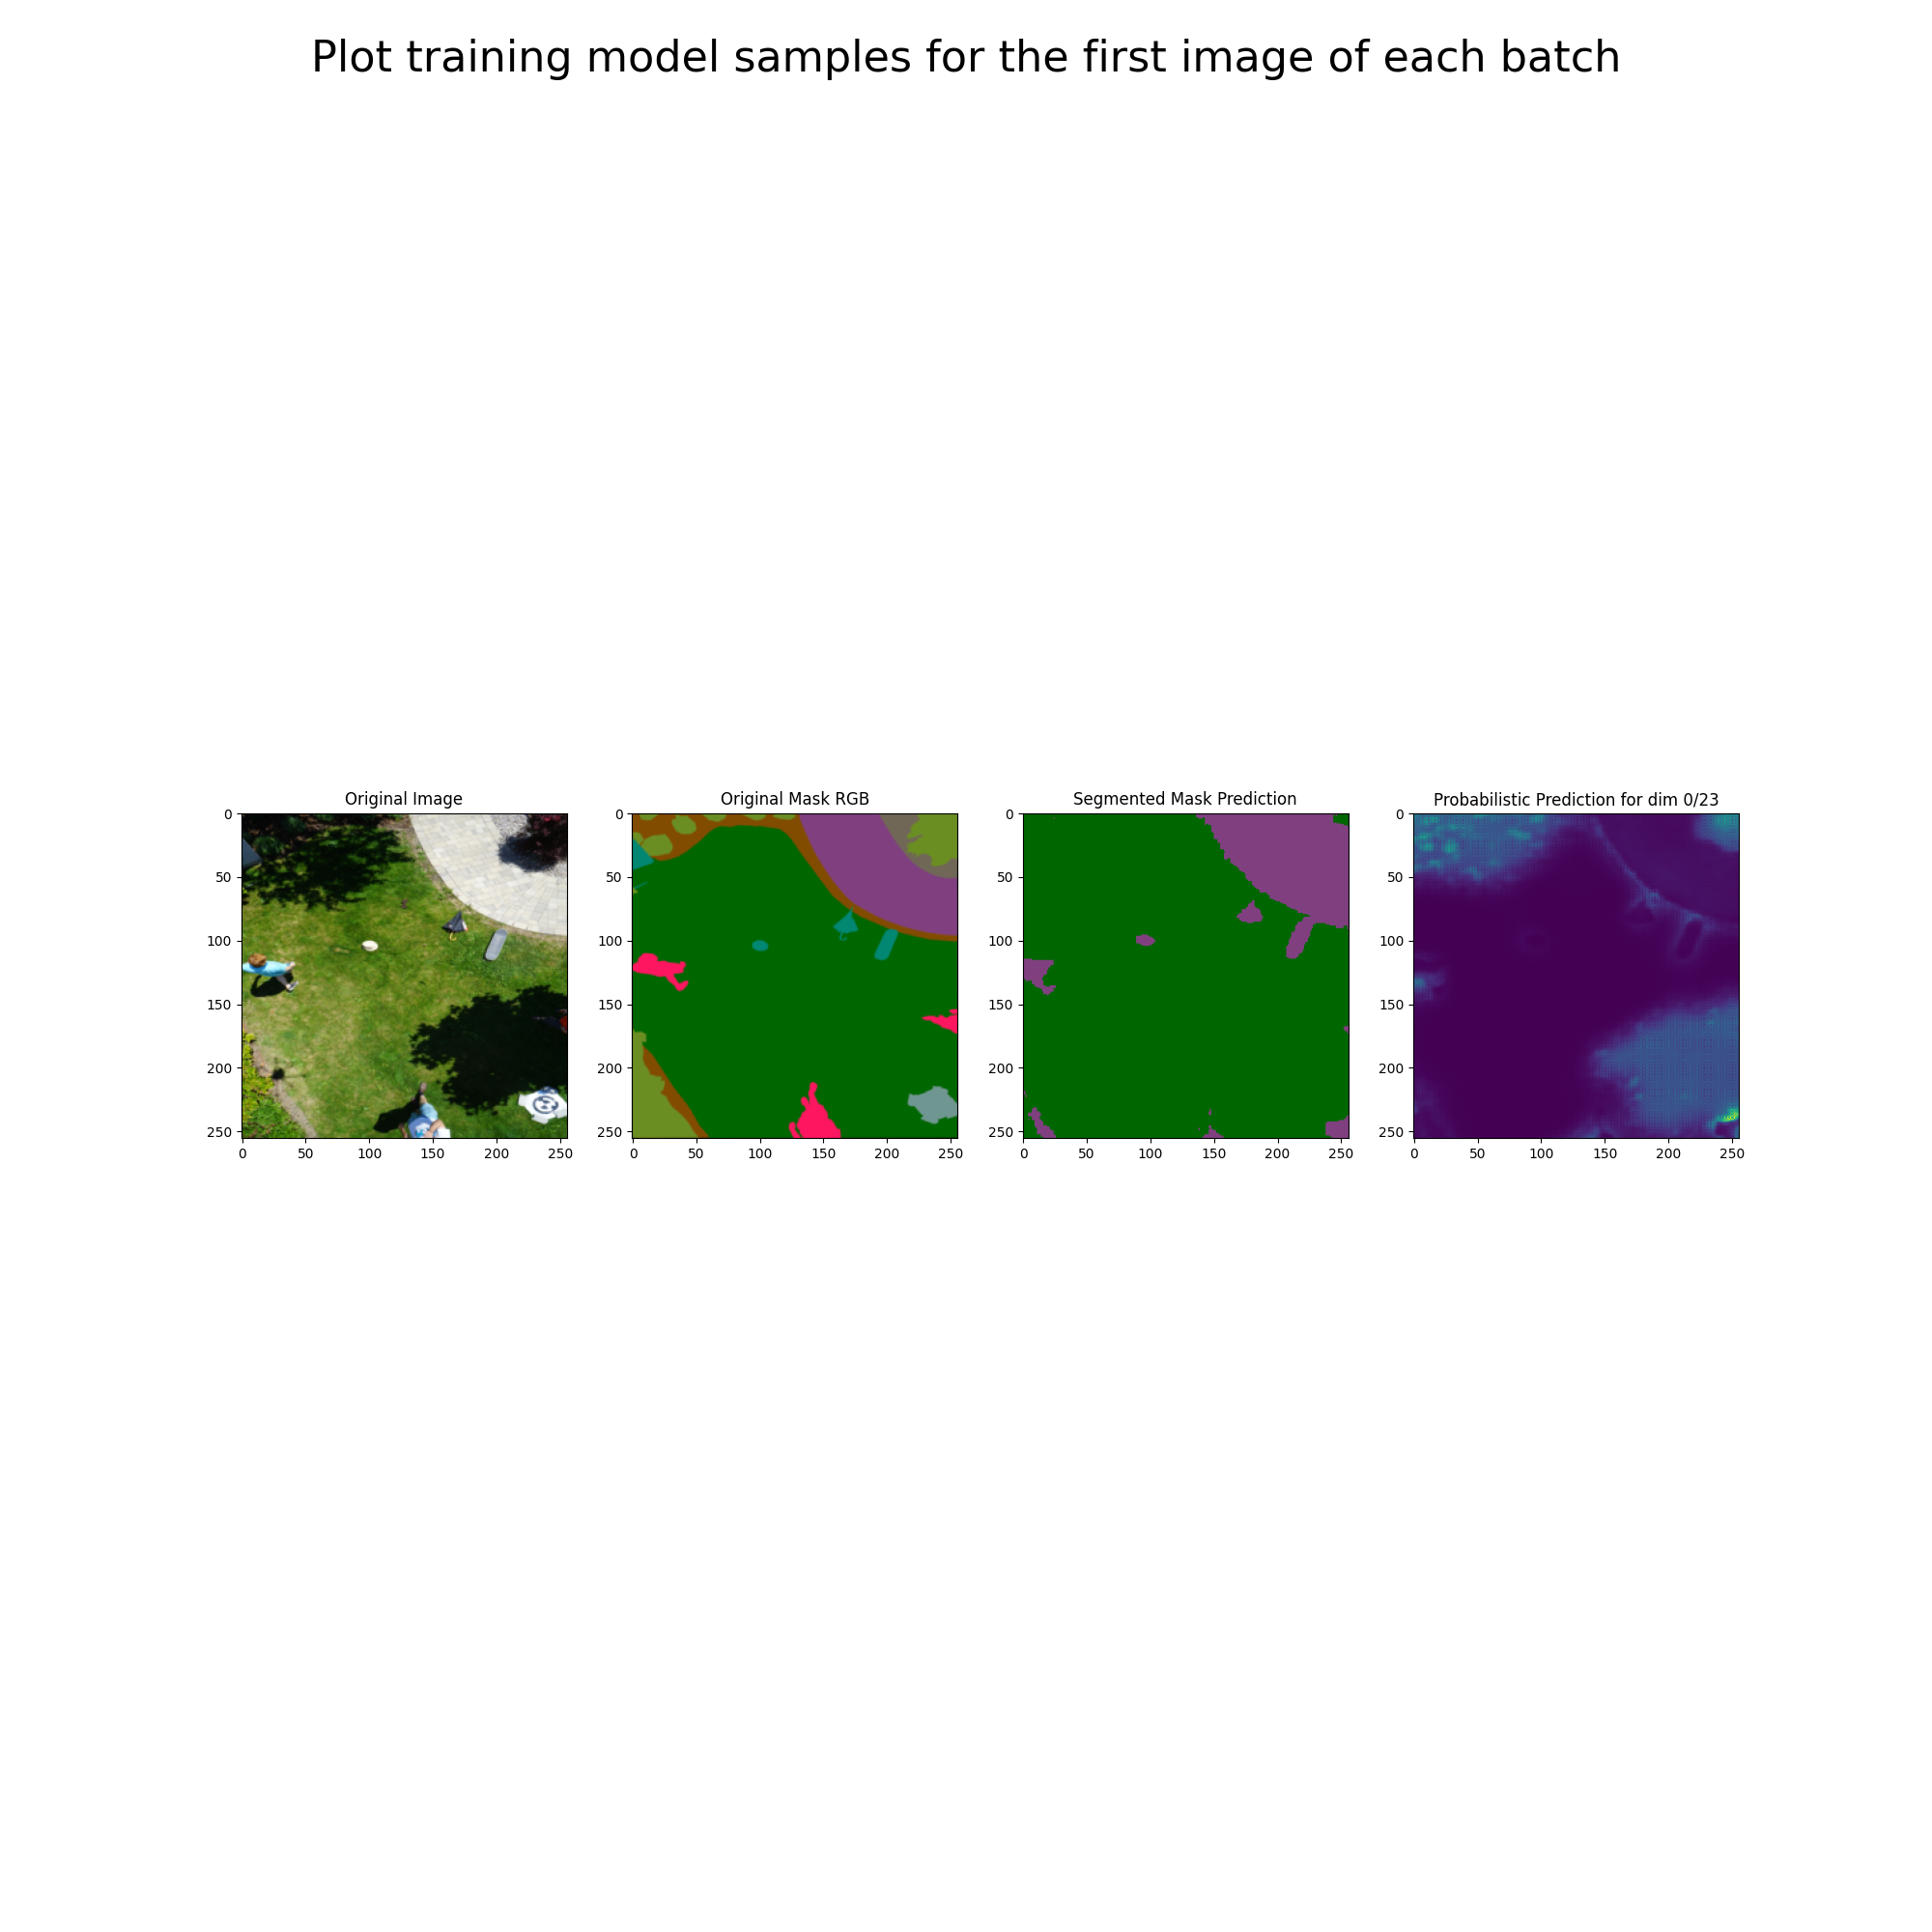 Plot training model samples for the first image of each batch
Original Image
Original Mask RGB
Segmented Mask Prediction
Probabilistic Prediction for dim 0/23
0
50
100
150
200
250
0 50 100 150 200 250
0
50
100
150
200
250
0 50 100 150 200 250
0
50
100
150
200
250
0 50 100 150 200 250
0
50
100
150
200
250
0 50 100 150 200 250